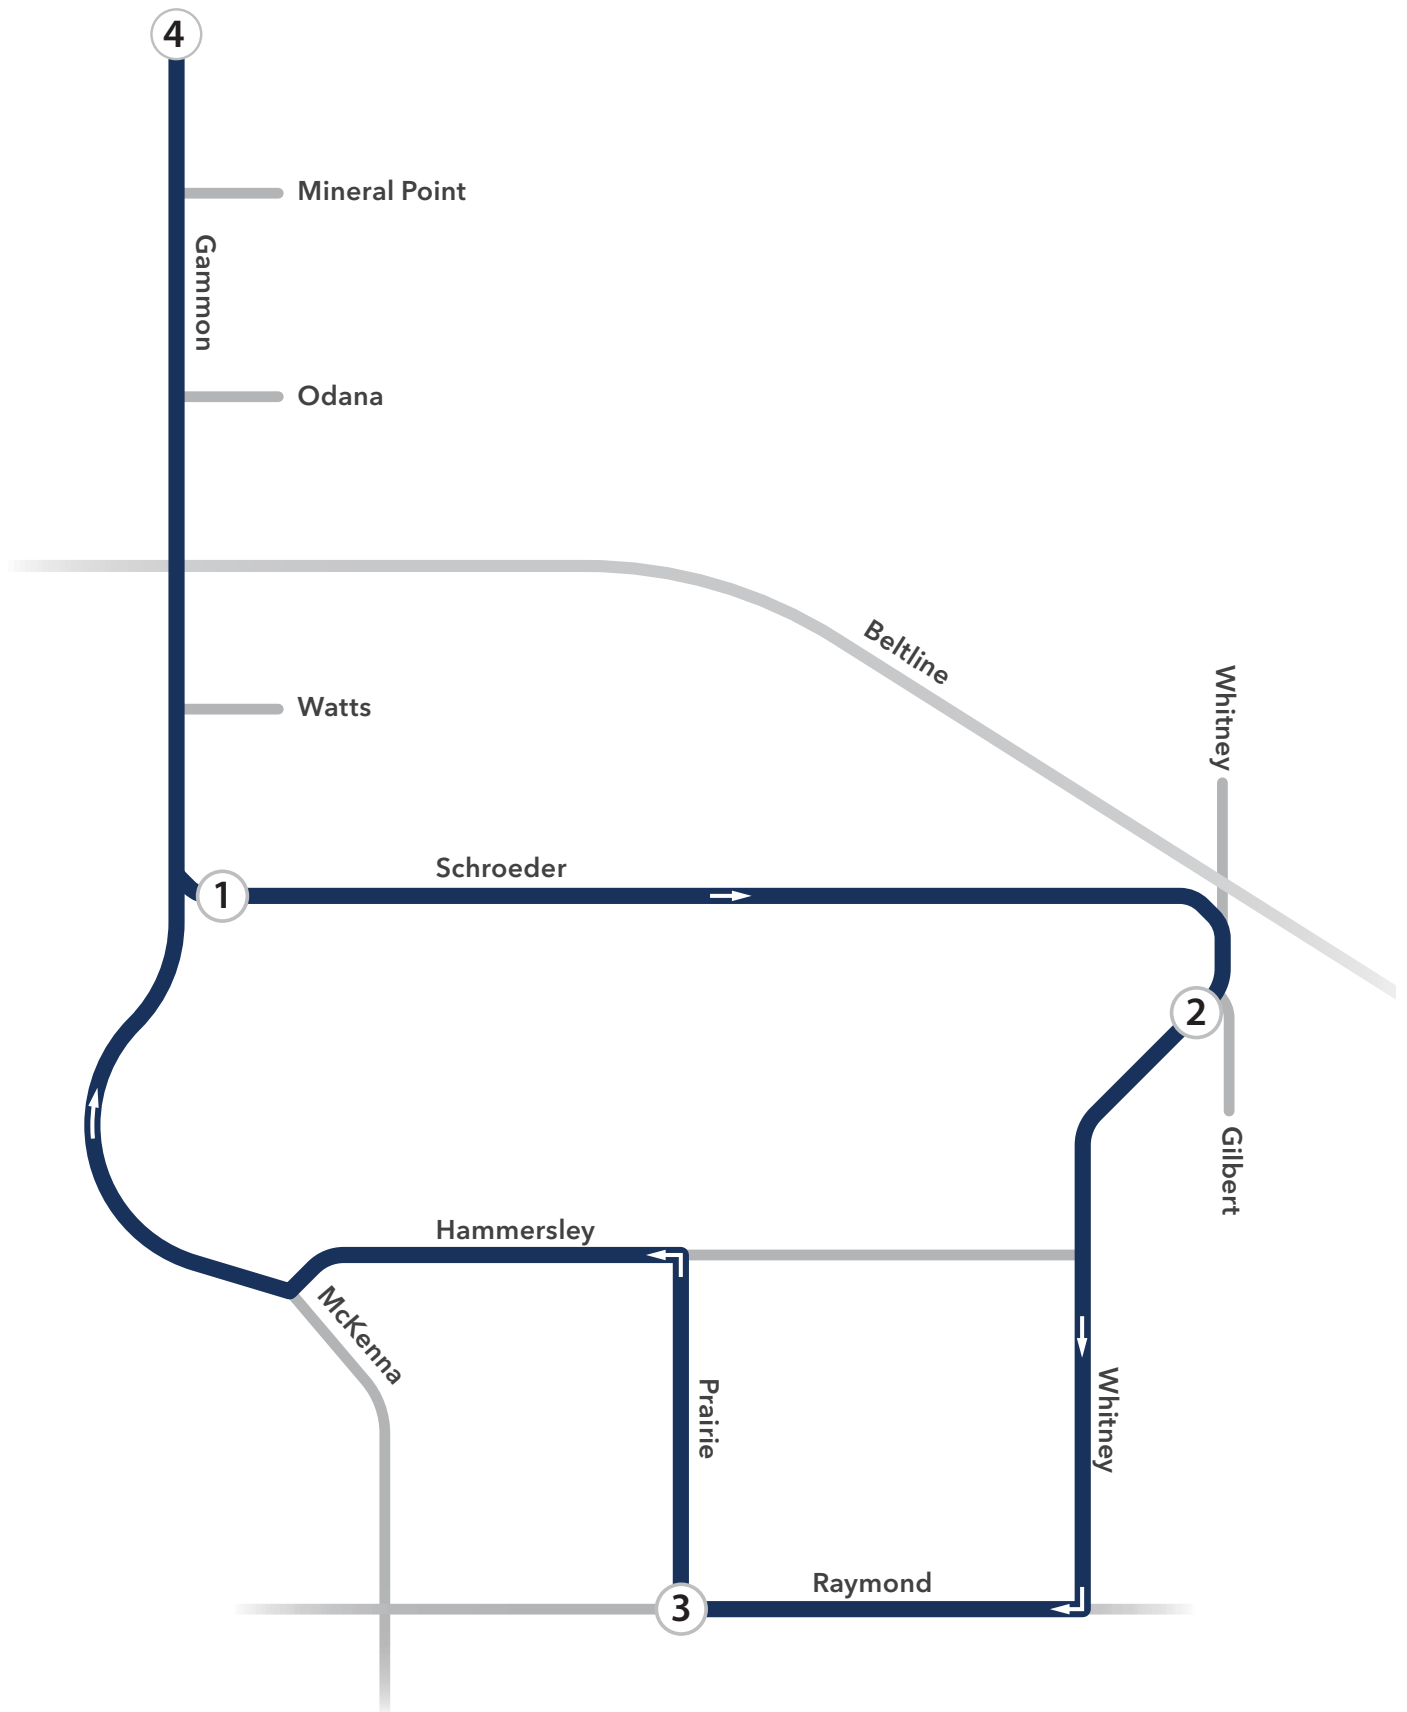 4
Mineral Point
Gammon
Odana
Beltline
Whitney
Watts
Schroeder
1
2
Gilbert
Hammersley
McKenna
Prairie
Whitney
Raymond
3